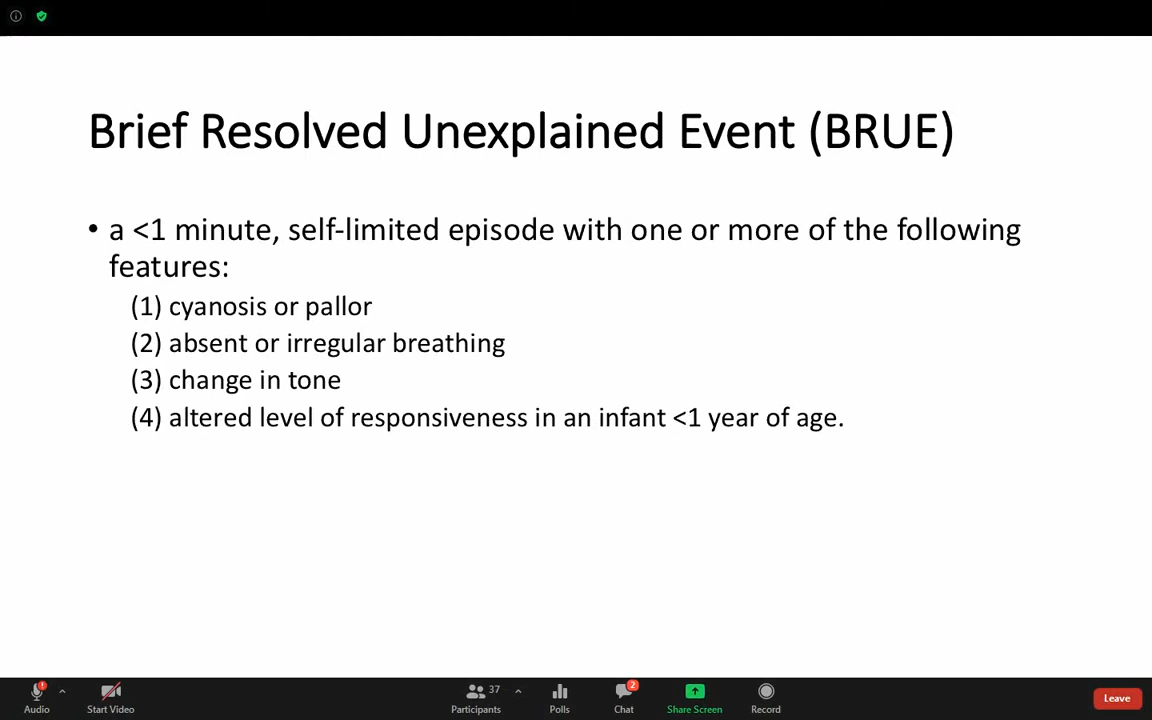 Brief Resolved Unexplained Event (BRUE)
• a <1 minute, self-limited episode with one or more of the following
features:
(1) cyanosis or pallor
(2) absent or irregular breathing
(3) change in tone
(4) altered level of responsiveness in an infant <1 year of age.
Audio
Start Video
37
Participants
Polls
2
Chat
Share Screen
Record
Leave